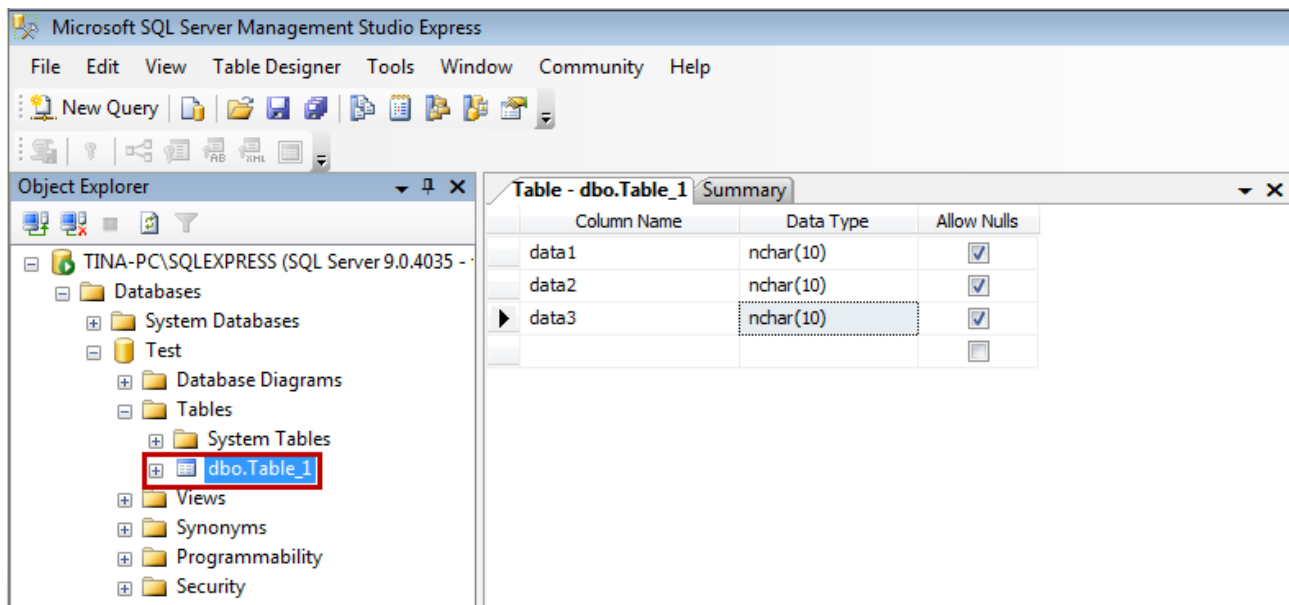 Microsoft SQL Server Management Studio Express
File Edit View Table Designer Tools Window Community Help
New Query
AB XML
Object Explorer
Table - dbo.Table_1 Summary
Column Name Data Type Allow Nulls
data1 nchar(10)
data2 nchar(10)
data3 nchar(10)
TINA-PC\SQLEXPRESS (SQL Server 9.0.4035 -
Databases
System Databases
Test
Database Diagrams
Tables
System Tables
dbo.Table_1
Views
Synonyms
Programmability
Security